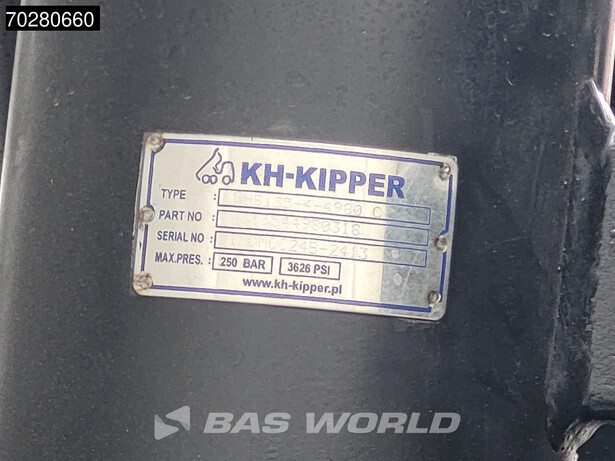 70280660
KH-KIPPER
TYPE :
PART NO :
SERIAL NO :
MAX.PRES. : 250 BAR 3626 PSI
www.kh-kipper.pl
BAS WORLD